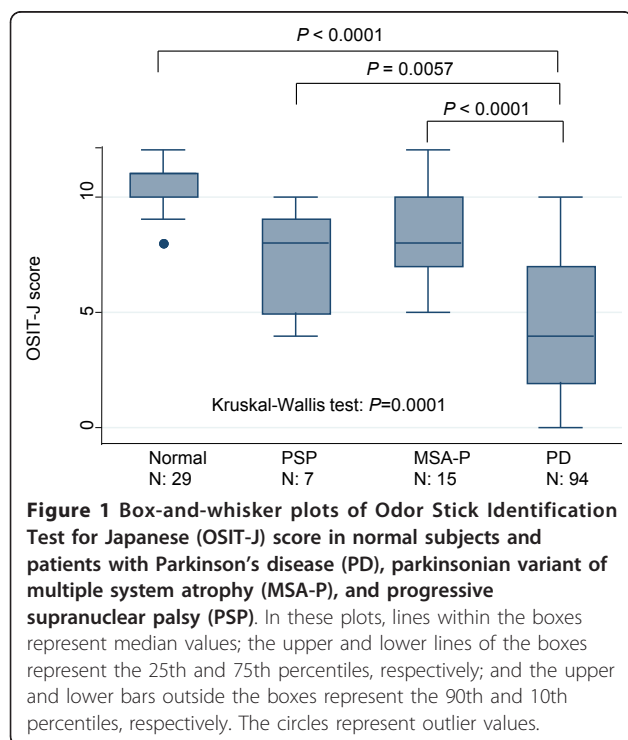 P < 0.0001
P = 0.0057
P < 0.0001
10
5
0
OSIT-J score
Kruskal-Wallis test: P=0.0001
Normal PSP MSA-P PD
N: 29 N: 7 N: 15 N: 94
Figure 1 Box-and-whisker plots of Odor Stick Identification
Test for Japanese (OSIT-J) score in normal subjects and
patients with Parkinson's disease (PD), parkinsonian variant of
multiple system atrophy (MSA-P), and progressive
supranuclear palsy (PSP). In these plots, lines within the boxes
represent median values; the upper and lower lines of the boxes
represent the 25th and 75th percentiles, respectively; and the upper
and lower bars outside the boxes represent the 90th and 10th
percentiles, respectively. The circles represent outlier values.